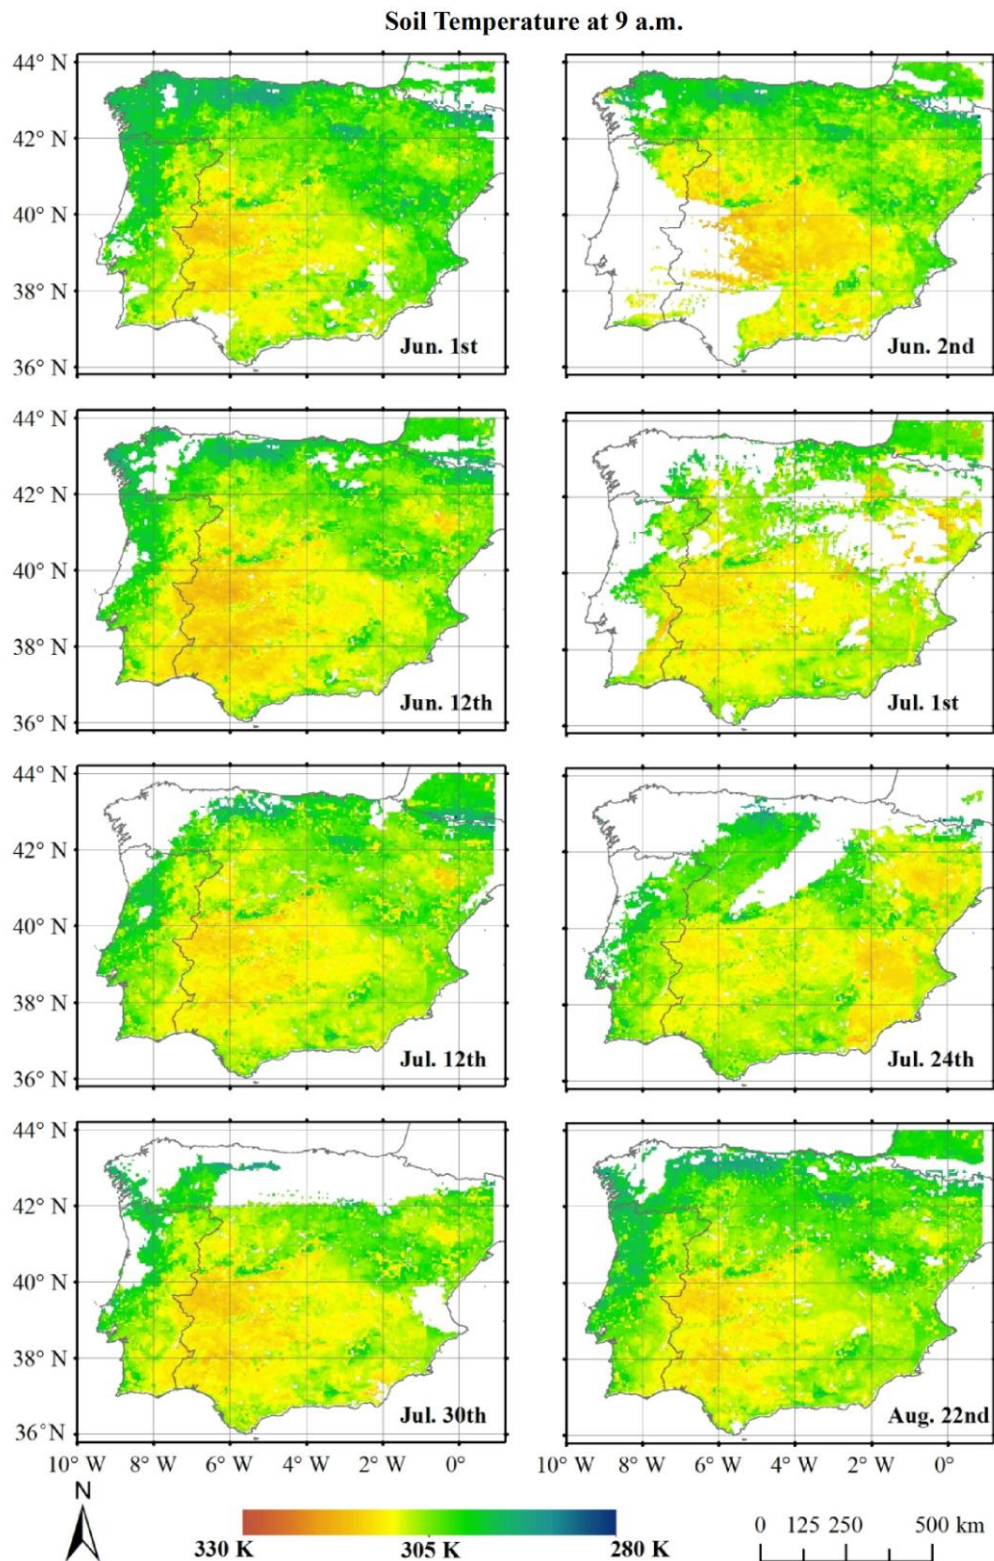 Soil Temperature at 9 a.m.
44° N
42° N
40° N
38° N
36° N
Jun. 1st
Jun. 2nd
44° N
42° N
40° N
38° N
36° N
Jun. 12th
Jul. 1st
44° N
42° N
40° N
38° N
36° N
Jul. 12th
Jul. 24th
44° N
42° N
40° N
38° N
36° N
Jul. 30th
Aug. 22nd
10° W 8° W 6° W 4° W 2° W 0° 10° W 8° W 6° W 4° W 2° W 0°
N
330 K 305 K 280 K
0 125 250 500 km